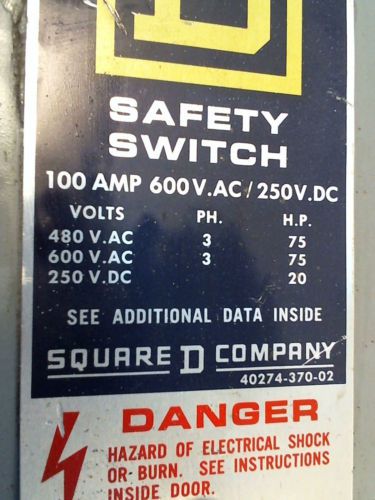 D
SAFETY
SWITCH
100 AMP 600 V.AC / 250 V.DC
VOLTS PH. H.P.
480 V.AC 3 75
600 V.AC 3 75
250 V.DC 20
SEE ADDITIONAL DATA INSIDE
SQUARE D COMPANY
40274-370-02
DANGER
HAZARD OF ELECTRICAL SHOCK
OR BURN. SEE INSTRUCTIONS
INSIDE DOOR.